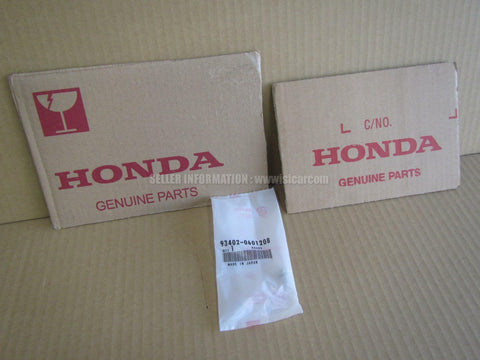 HONDA
GENUINE PARTS
C/NO.
HONDA
GENUINE PARTS
SELLER INFORMATION : www.isicar.com
93402-0601208
MADE IN JAPAN